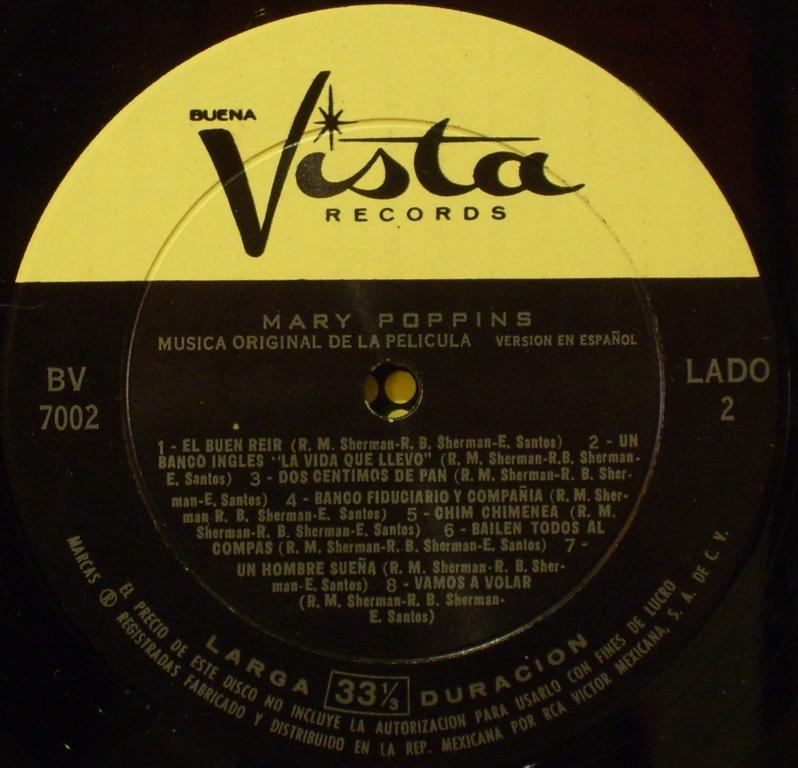 BUENA
Vista
RECORDS
MARY POPPINS
MUSICA ORIGINAL DE LA PELICULA VERSION EN ESPAÑOL
BV
7002
LADO
2
1 - EL BUEN REIR (R. M. Sherman-R. B. Sherman-E. Santos) 2 - UN
BANCO INGLES "LA VIDA QUE LLEVO" (R. M. Sherman-R.B. Sherman-
E. Santos) 3 - DOS CENTIMOS DE PAN (R. M. Sherman-R. B. Sher-
man-E. Santos) 4 - BANCO FIDUCIARIO Y COMPAÑIA (R. M. Sher-
man-R. B. Sherman-E. Santos) 5 - CHIM CHIMENEA (R. M.
Sherman-R. B. Sherman-E. Santos) 6 - BAILEN TODOS AL
COMPAS (R. M. Sherman-R. B. Sherman-E. Santos) 7 -
UN HOMBRE SUEÑA (R. M. Sherman-R. B. Sher-
man-E. Santos) 8 - VAMOS A VOLAR
(R. M. Sherman-R. B. Sherman-
E. Santos)
LARGA 33⅓ DURACION
EL PRECIO DE ESTE DISCO NO INCLUYE LA AUTORIZACION PARA USARLO CON FINES DE LUCRO
MARCAS ® REGISTRADAS FABRICADO Y DISTRIBUIDO EN LA REP. MEXICANA POR RCA VICTOR MEXICANA, S. A. DE C. V.